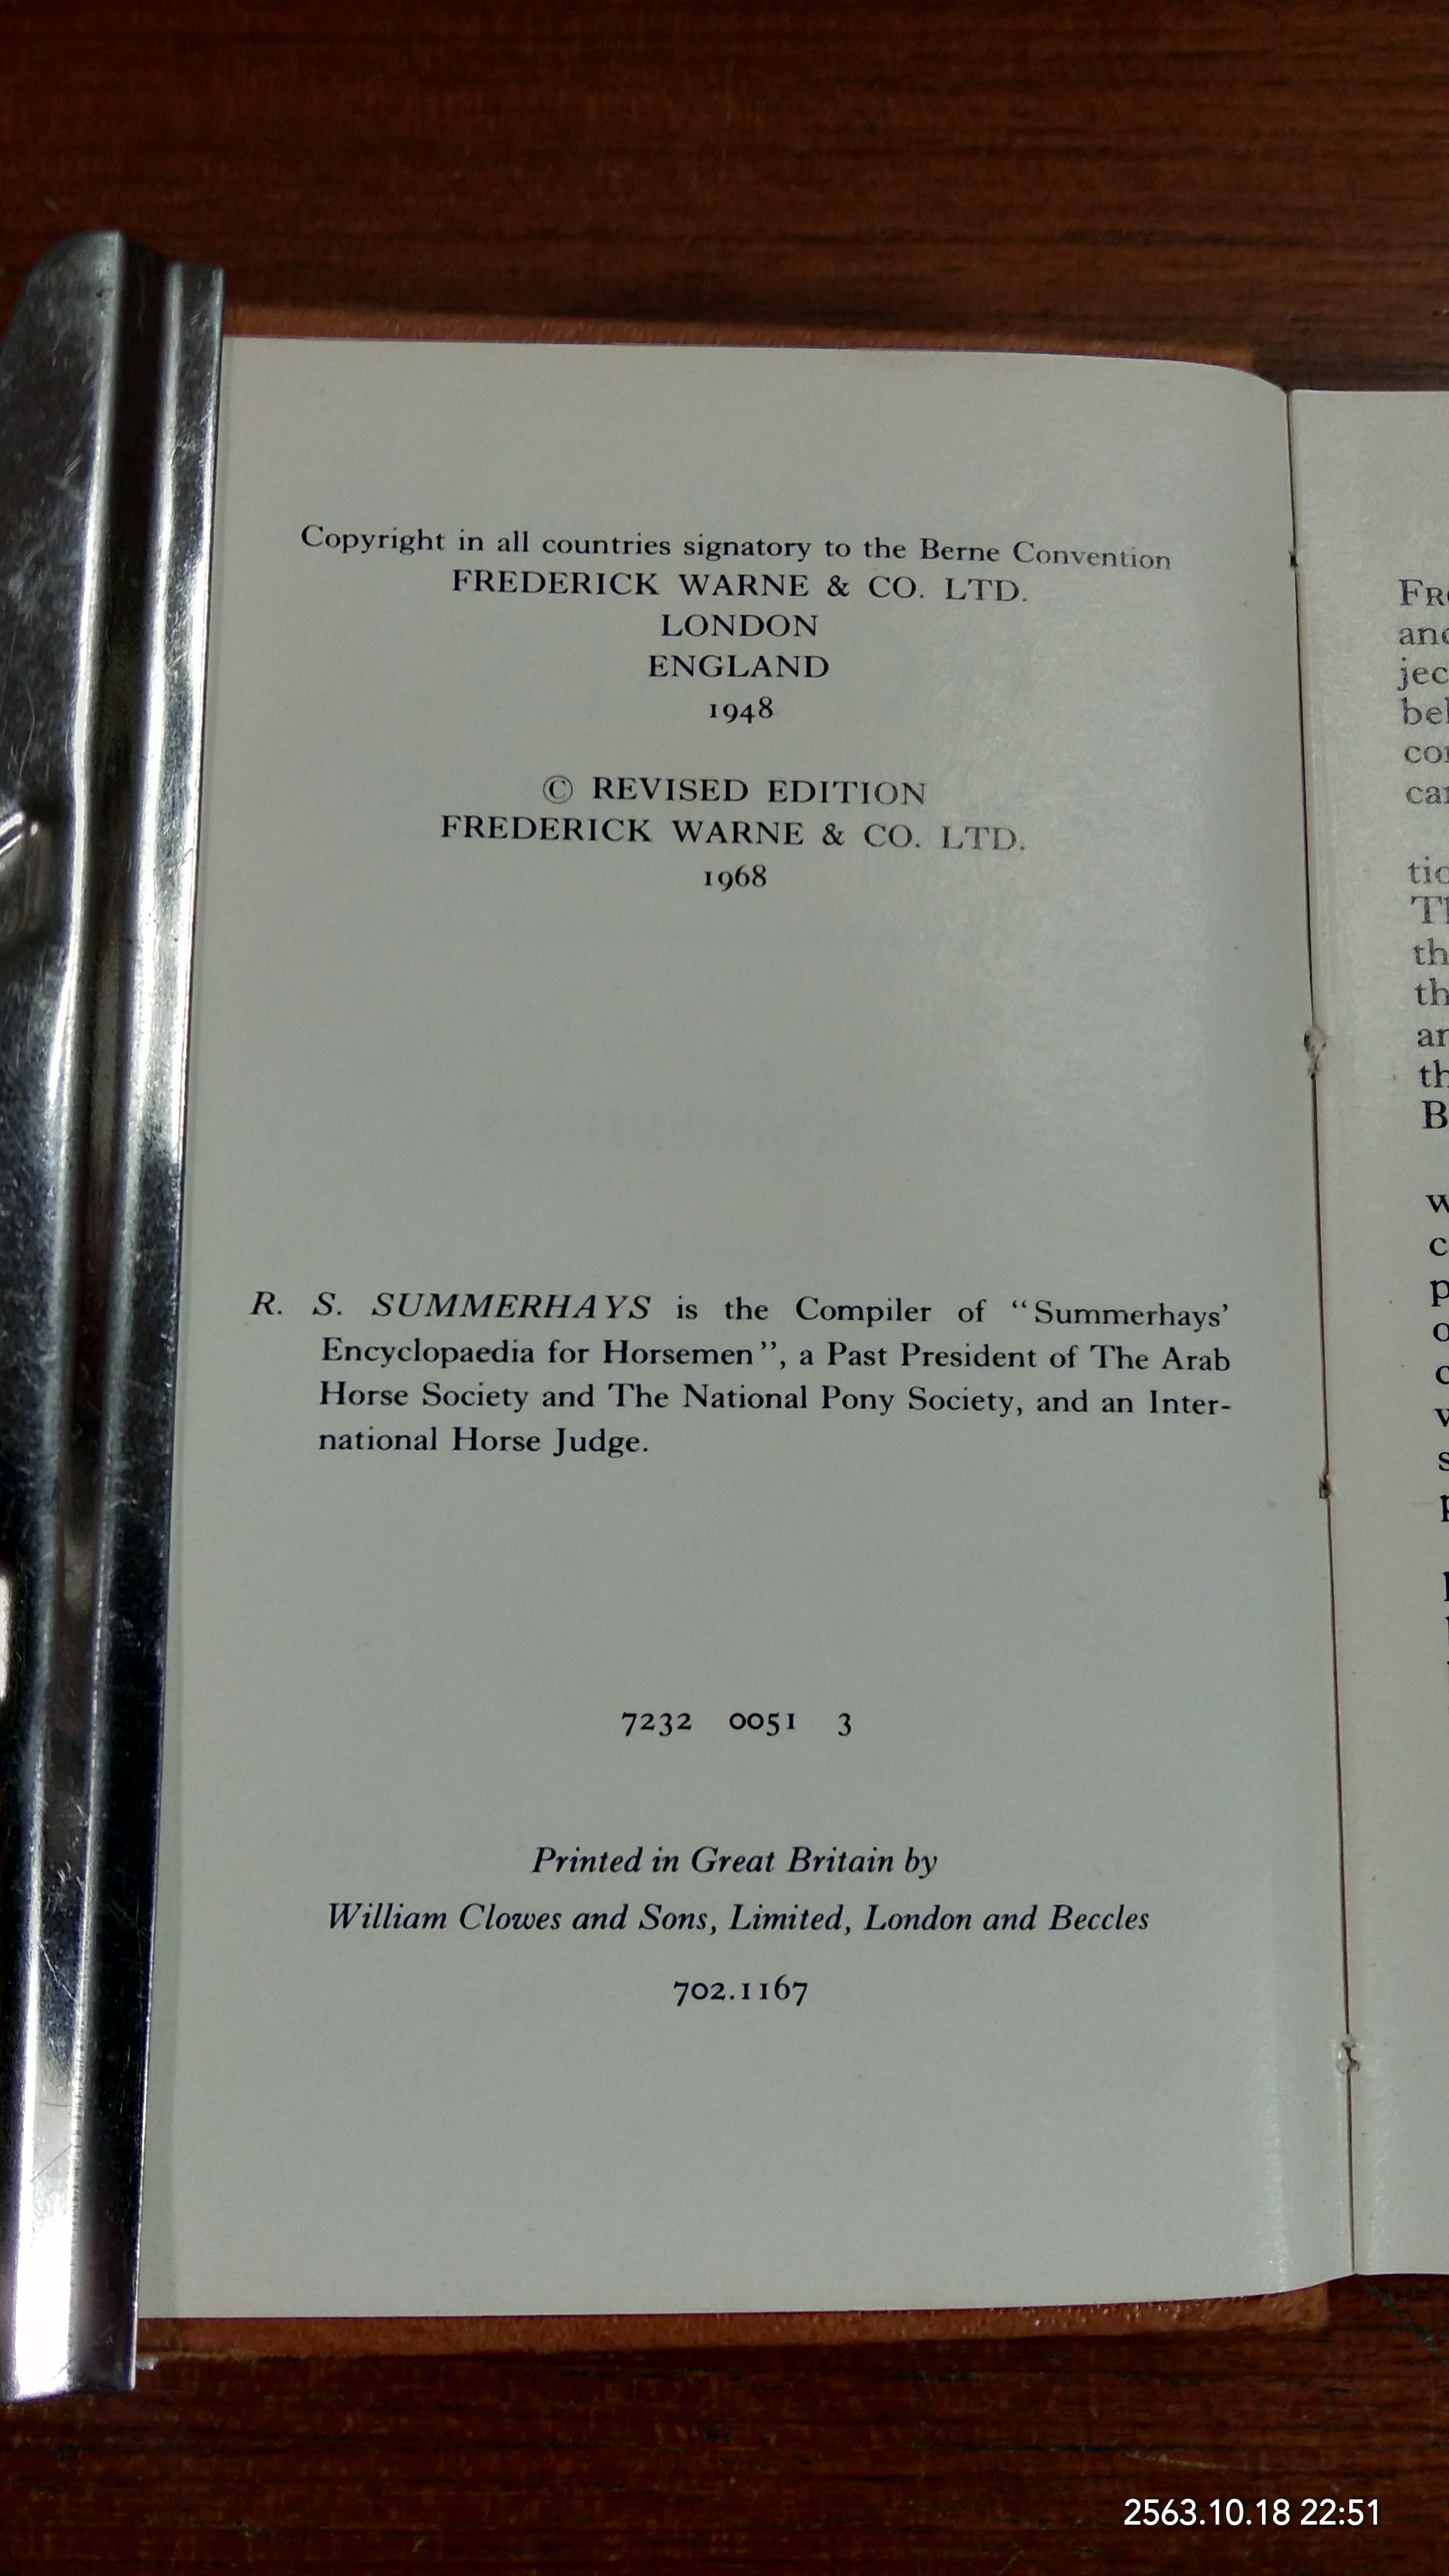 Copyright in all countries signatory to the Berne Convention
FREDERICK WARNE & CO. LTD.
LONDON
ENGLAND
1948
© REVISED EDITION
FREDERICK WARNE & CO. LTD.
1968
R. S. SUMMERHAYS is the Compiler of “Summerhays’
Encyclopaedia for Horsemen”, a Past President of The Arab
Horse Society and The National Pony Society, and an Inter-
national Horse Judge.
7232 0051 3
Printed in Great Britain by
William Clowes and Sons, Limited, London and Beccles
702.1167
2563.10.18 22:51